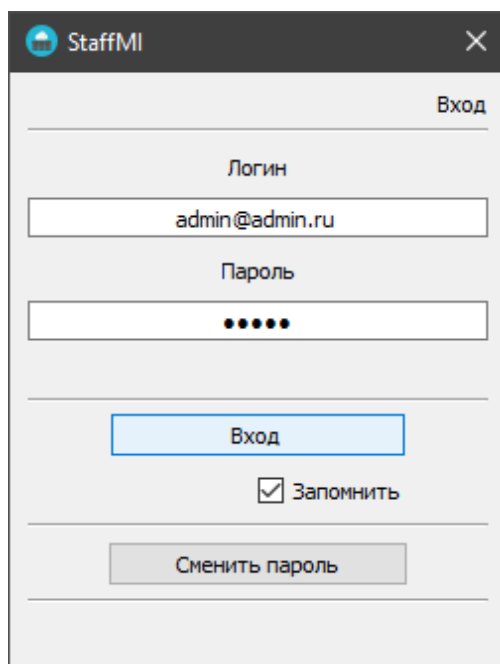 StaffMI
Вход
Логин
admin@admin.ru
Пароль
•••••
Вход
Запомнить
Сменить пароль